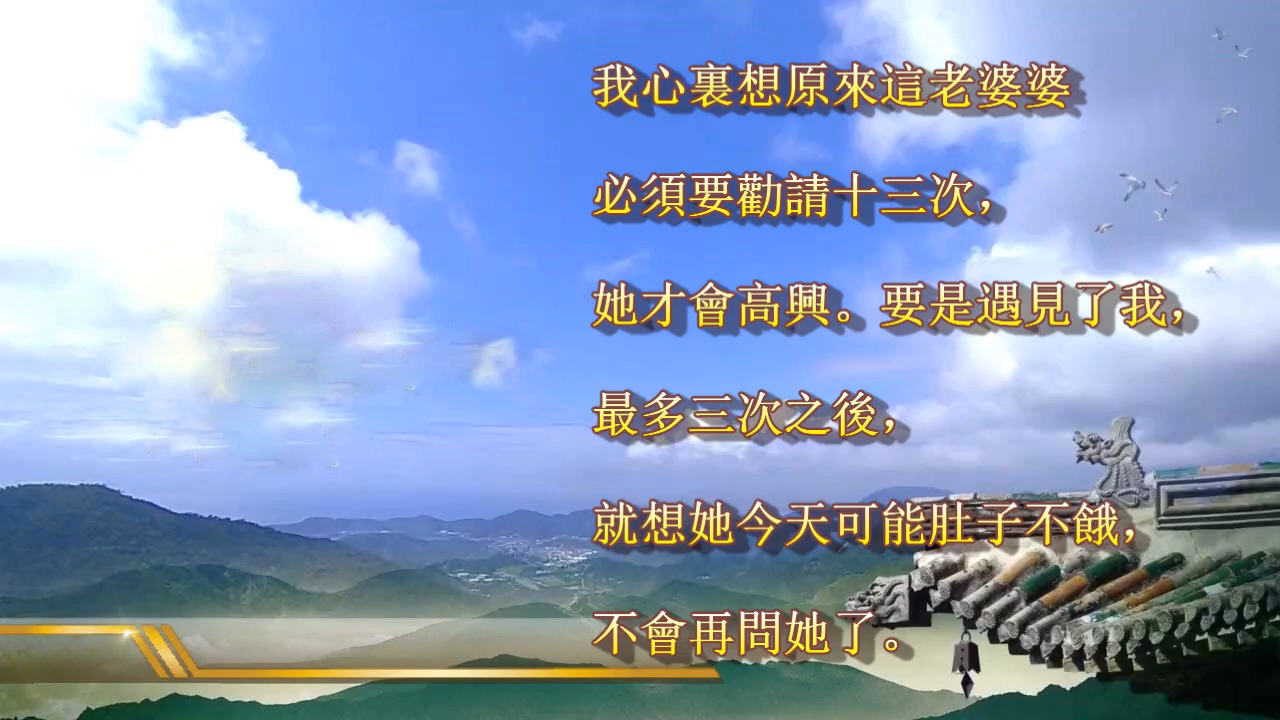 我心裏想原來這老婆婆
必須要勸請十三次，
她才會高興。要是遇見了我，
最多三次之後，
就想她今天可能肚子不餓，
不會再問她了。